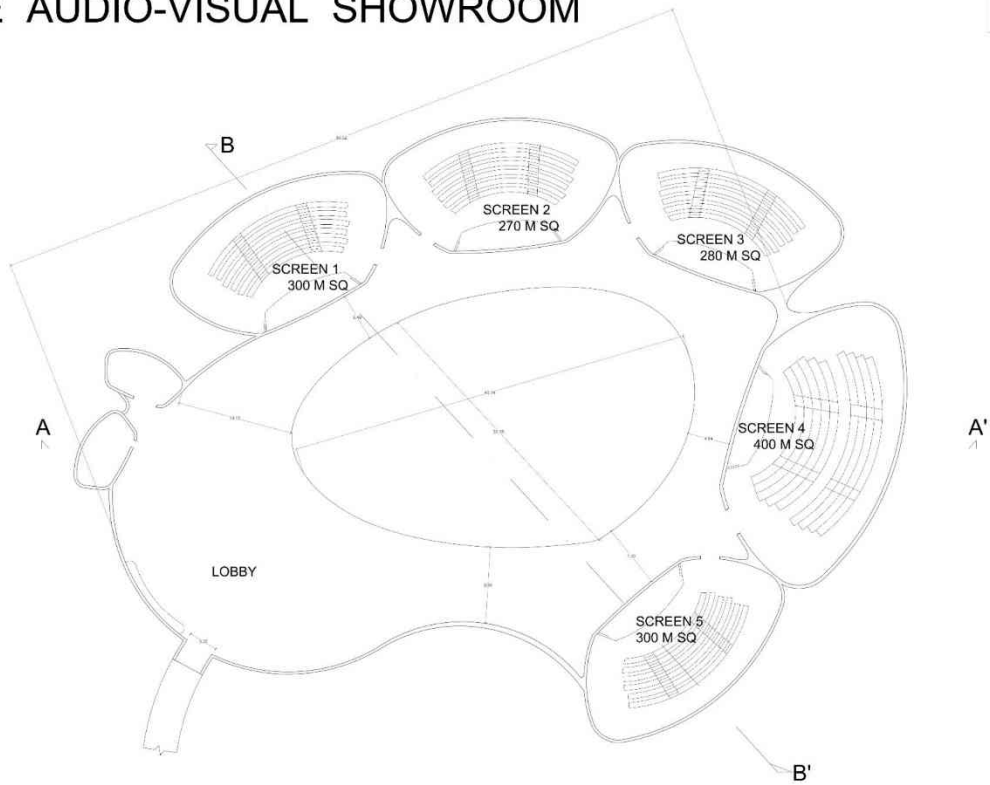 E AUDIO-VISUAL SHOWROOM
B
SCREEN 2
270 M SQ
SCREEN 3
280 M SQ
SCREEN 1
300 M SQ
A
SCREEN 4
400 M SQ
A'
LOBBY
SCREEN 5
300 M SQ
B'